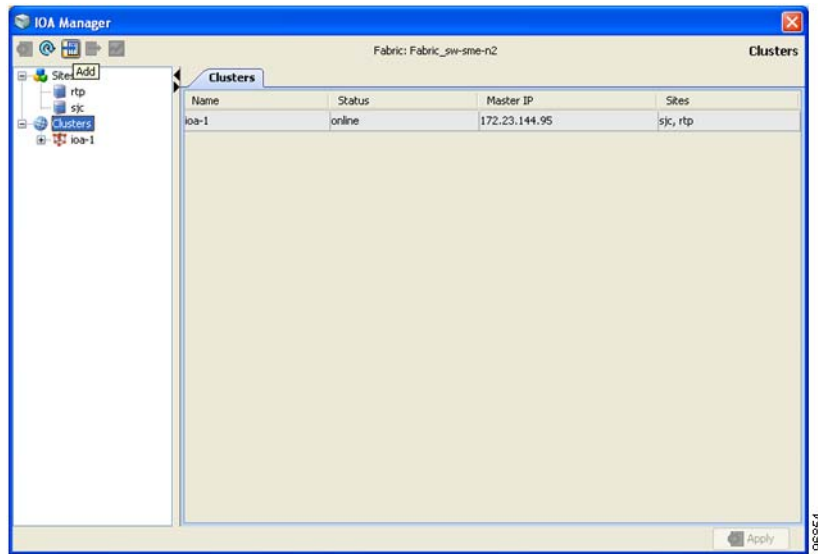 IOA Manager
Fabric: Fabric_sw-sme-n2
Clusters
Add
Sites
rtp
sjc
Clusters
ioa-1
Clusters
Name Status Master IP Sites
ioa-1 online 172.23.144.95 sjc, rtp
Apply